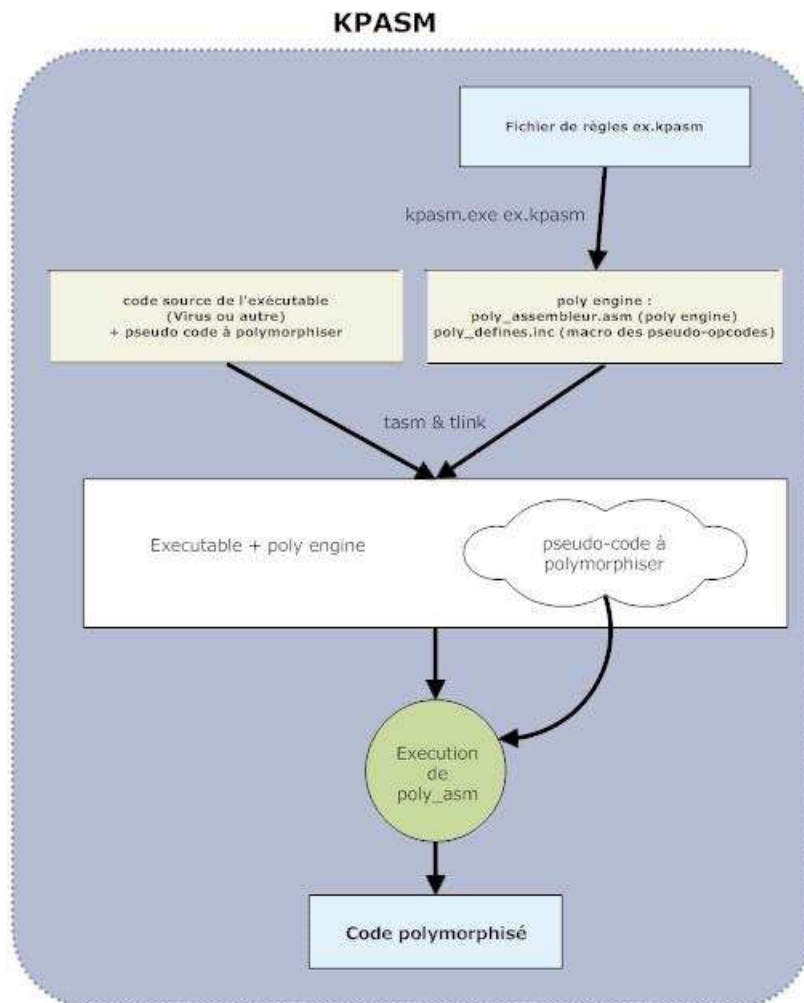 KPASM
Fichier de règles ex.kpasm
kpasm.exe ex.kpasm
code source de l'exécutable
(Virus ou autre)
+ pseudo code à polymorphiser
poly engine :
poly_assembleur.asm (poly engine)
poly_defines.inc (macro des pseudo-opcodes)
tasm & tlink
Executable + poly engine
pseudo-code à
polymorphiser
Execution
de
poly_asm
Code polymorphisé